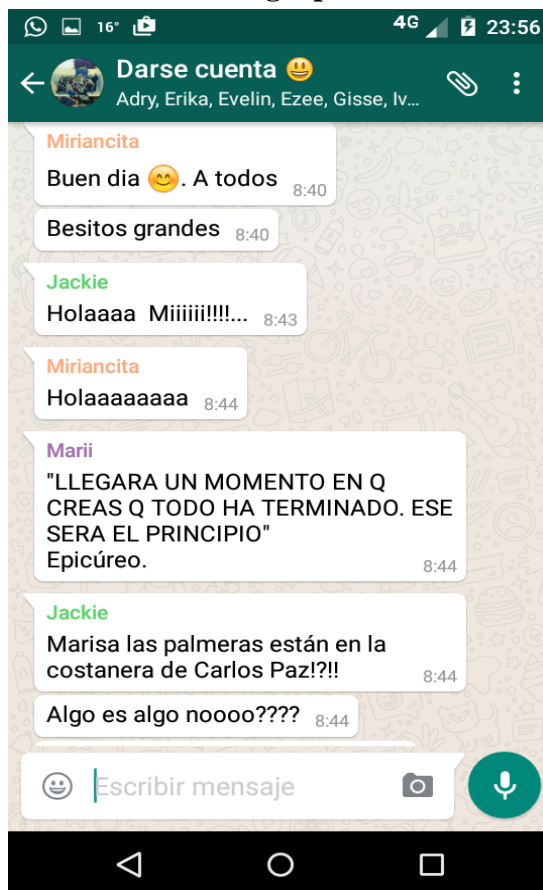 16° 4G 23:56
Darse cuenta 😃
Adry, Erika, Evelin, Ezee, Gisse, Iv...
Miriancita
Buen dia 😊. A todos 8:40
Besitos grandes 8:40
Jackie
Holaaaa Miiiiii!!!!... 8:43
Miriancita
Holaaaaaaaa 8:44
Marii
"LLEGARA UN MOMENTO EN Q
CREAS Q TODO HA TERMINADO. ESE
SERA EL PRINCIPIO"
Epicúreo. 8:44
Jackie
Marisa las palmeras están en la
costanera de Carlos Paz!?!! 8:44
Algo es algo noooo???? 8:44
Escribir mensaje